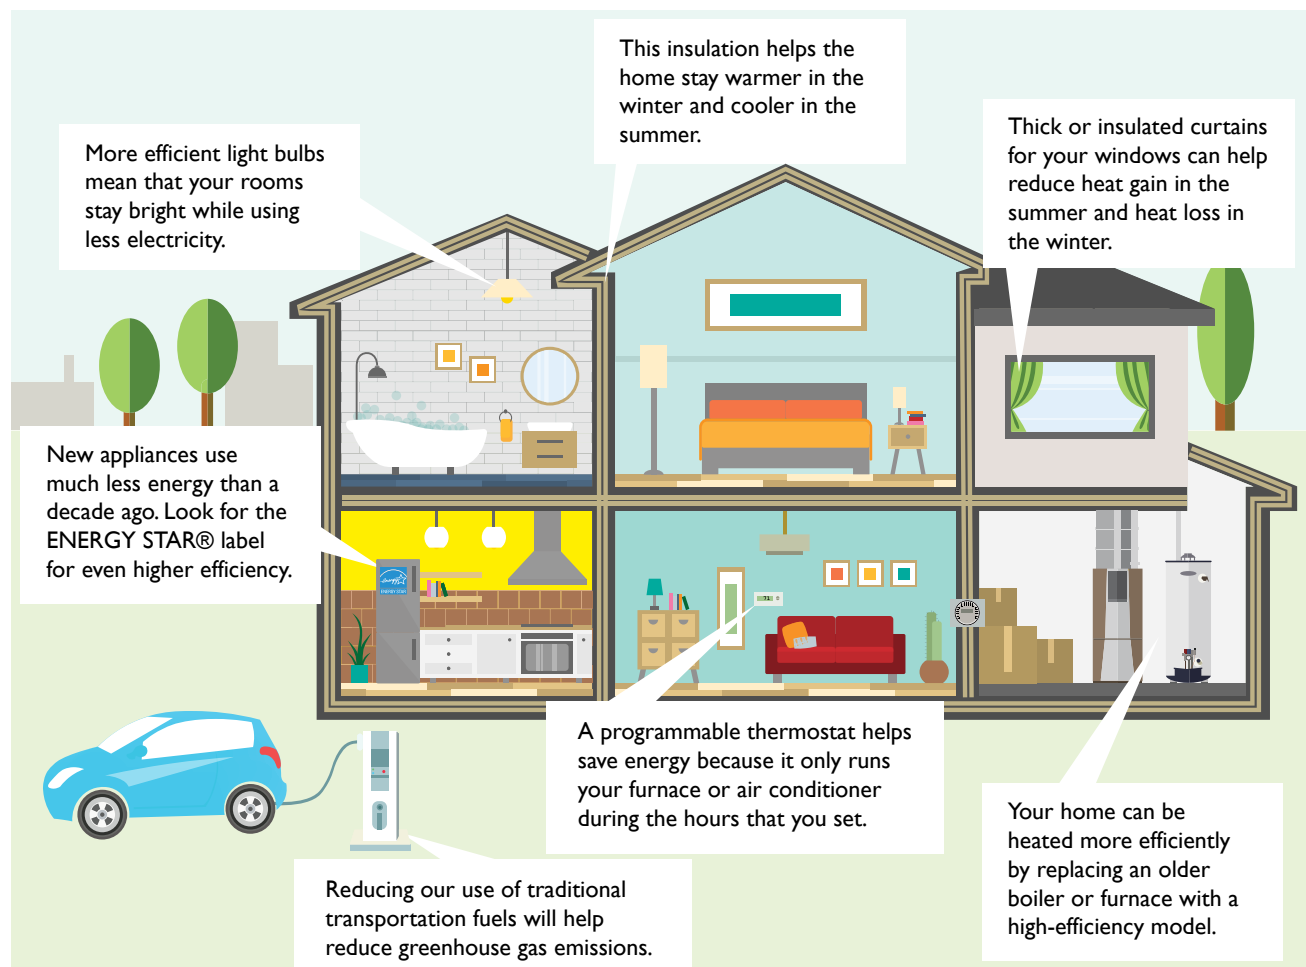 This insulation helps the
home stay warmer in the
winter and cooler in the
summer.
Thick or insulated curtains
for your windows can help
reduce heat gain in the
summer and heat loss in
the winter.
More efficient light bulbs
mean that your rooms
stay bright while using
less electricity.
New appliances use
much less energy than a
decade ago. Look for the
ENERGY STAR® label
for even higher efficiency.
energy
ENERGY STAR
71
A programmable thermostat helps
save energy because it only runs
your furnace or air conditioner
during the hours that you set.
Your home can be
heated more efficiently
by replacing an older
boiler or furnace with a
high-efficiency model.
Reducing our use of traditional
transportation fuels will help
reduce greenhouse gas emissions.